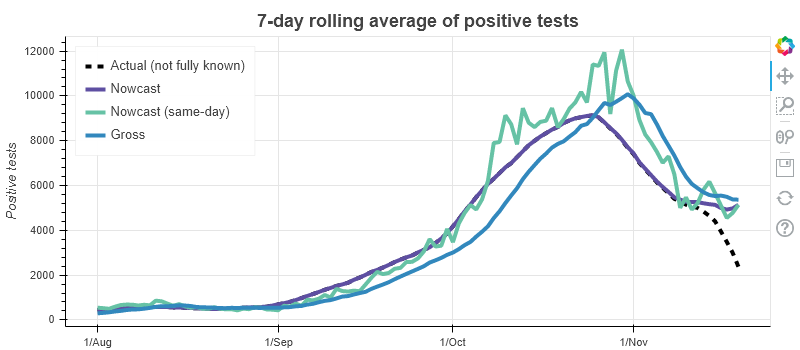 7-day rolling average of positive tests
Actual (not fully known)
Nowcast
Nowcast (same-day)
Gross
Positive tests
12000
10000
8000
6000
4000
2000
0
1/Aug
1/Sep
1/Oct
1/Nov